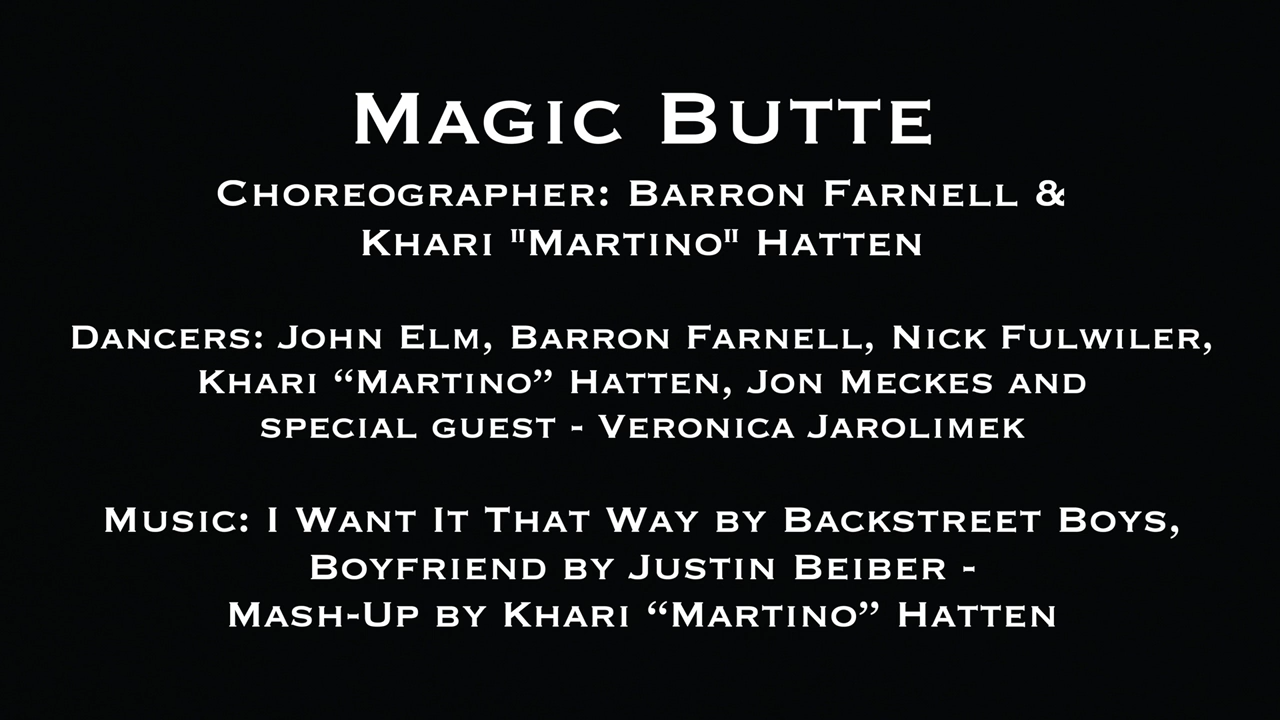 Magic Butte
Choreographer: Barron Farnell &
Khari "Martino" Hatten
Dancers: John Elm, Barron Farnell, Nick Fulwiler,
Khari “Martino” Hatten, Jon Meckes and
special guest - Veronica Jarolimek
Music: I Want It That Way by Backstreet Boys,
Boyfriend by Justin Beiber -
Mash-Up by Khari “Martino” Hatten